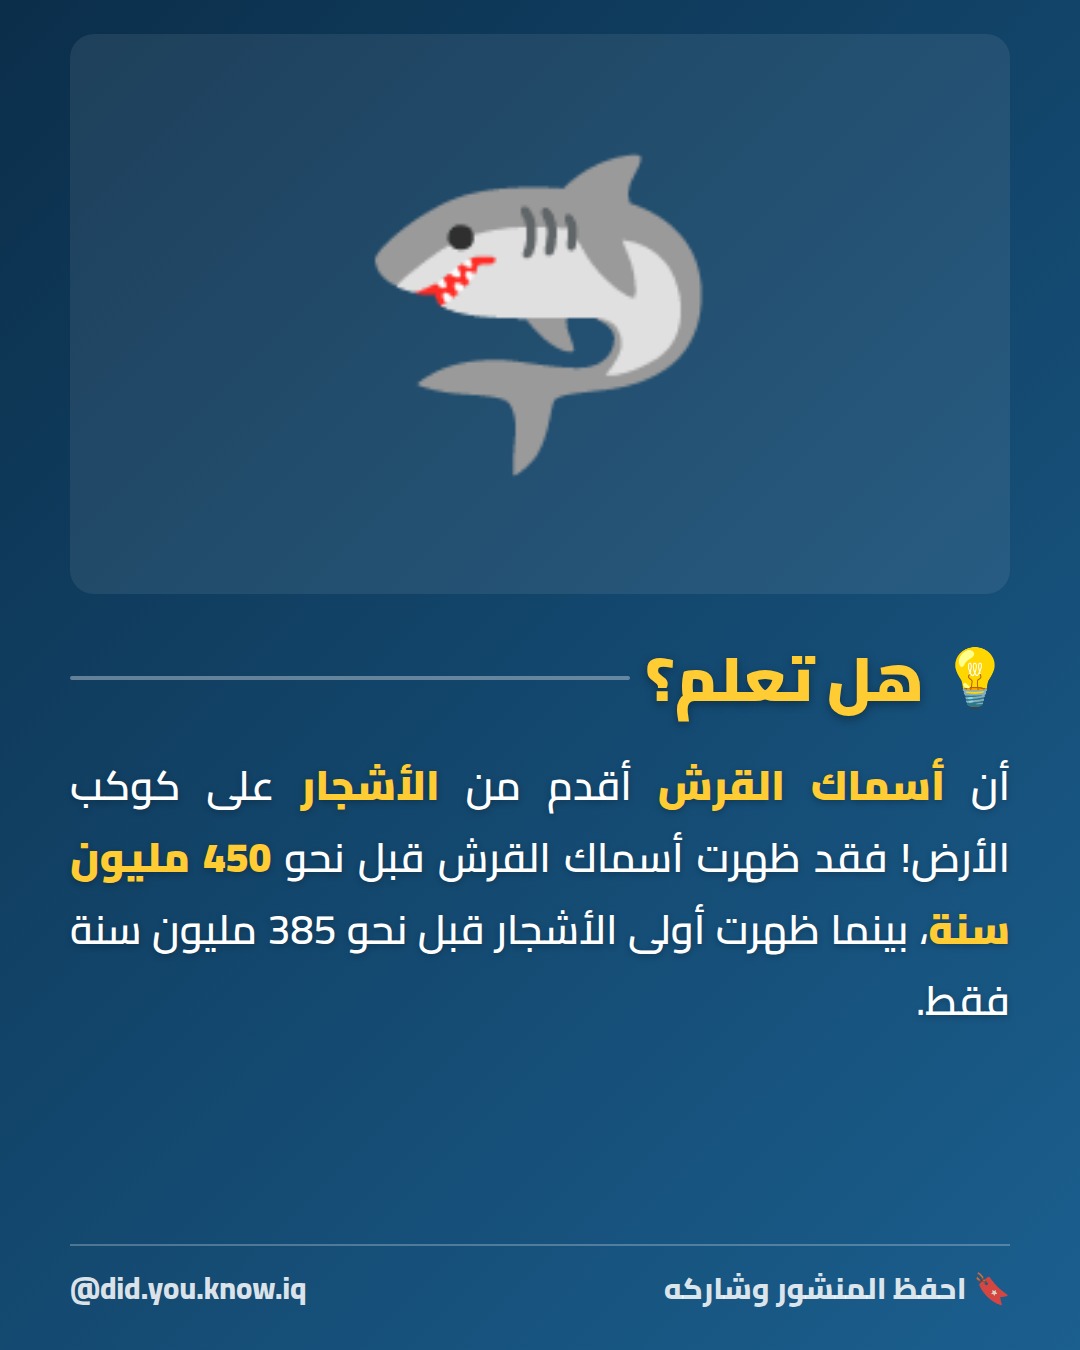 💡 هل تعلم؟
أن أسماك القرش أقدم من الأشجار على كوكب
الأرض! فقد ظهرت أسماك القرش قبل نحو 450 مليون
سنة، بينما ظهرت أولى الأشجار قبل نحو 385 مليون سنة
فقط.
🔖 احفظ المنشور وشاركه
@did.you.know.iq